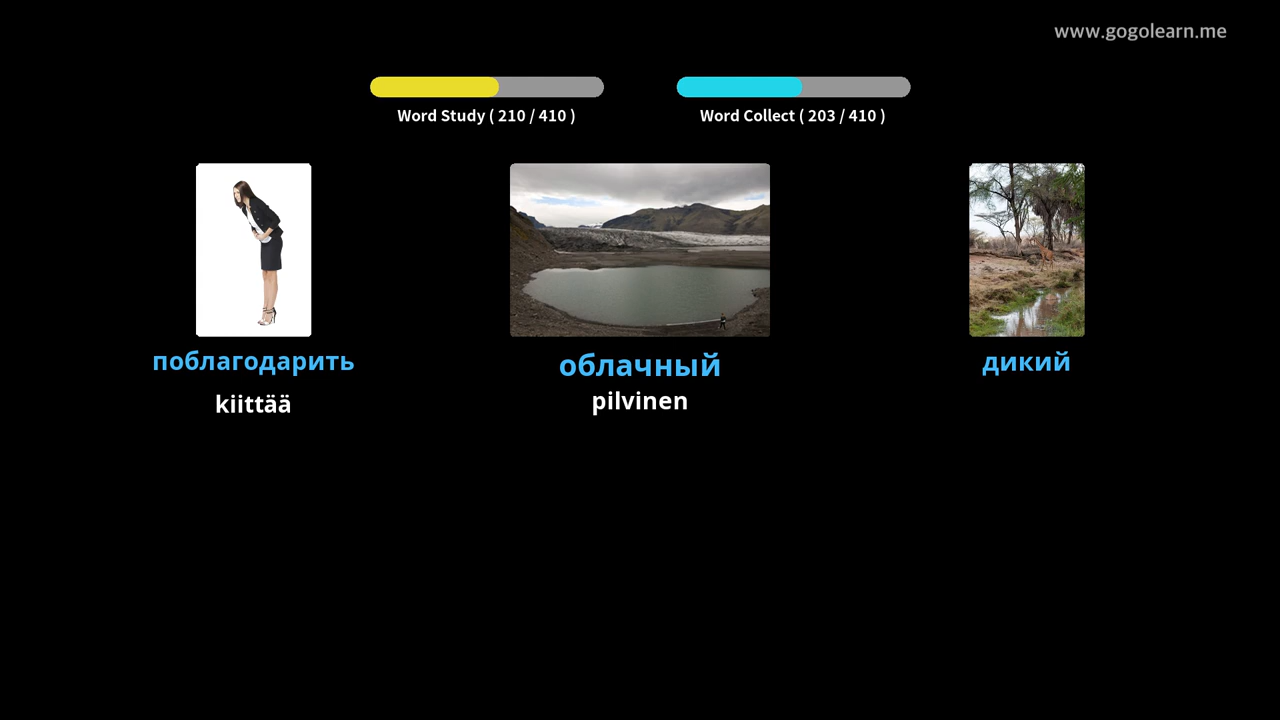 www.gogolearn.me
Word Study ( 210 / 410 )
Word Collect ( 203 / 410 )
поблагодарить
kiittää
облачный
pilvinen
дикий